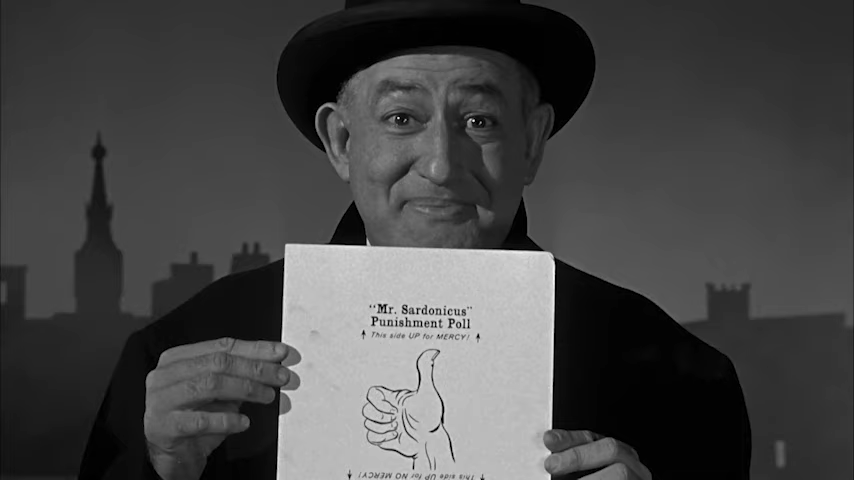 "Mr. Sardonicus"
Punishment Poll
This side UP for MERCY!
This side UP for NO MERCY!